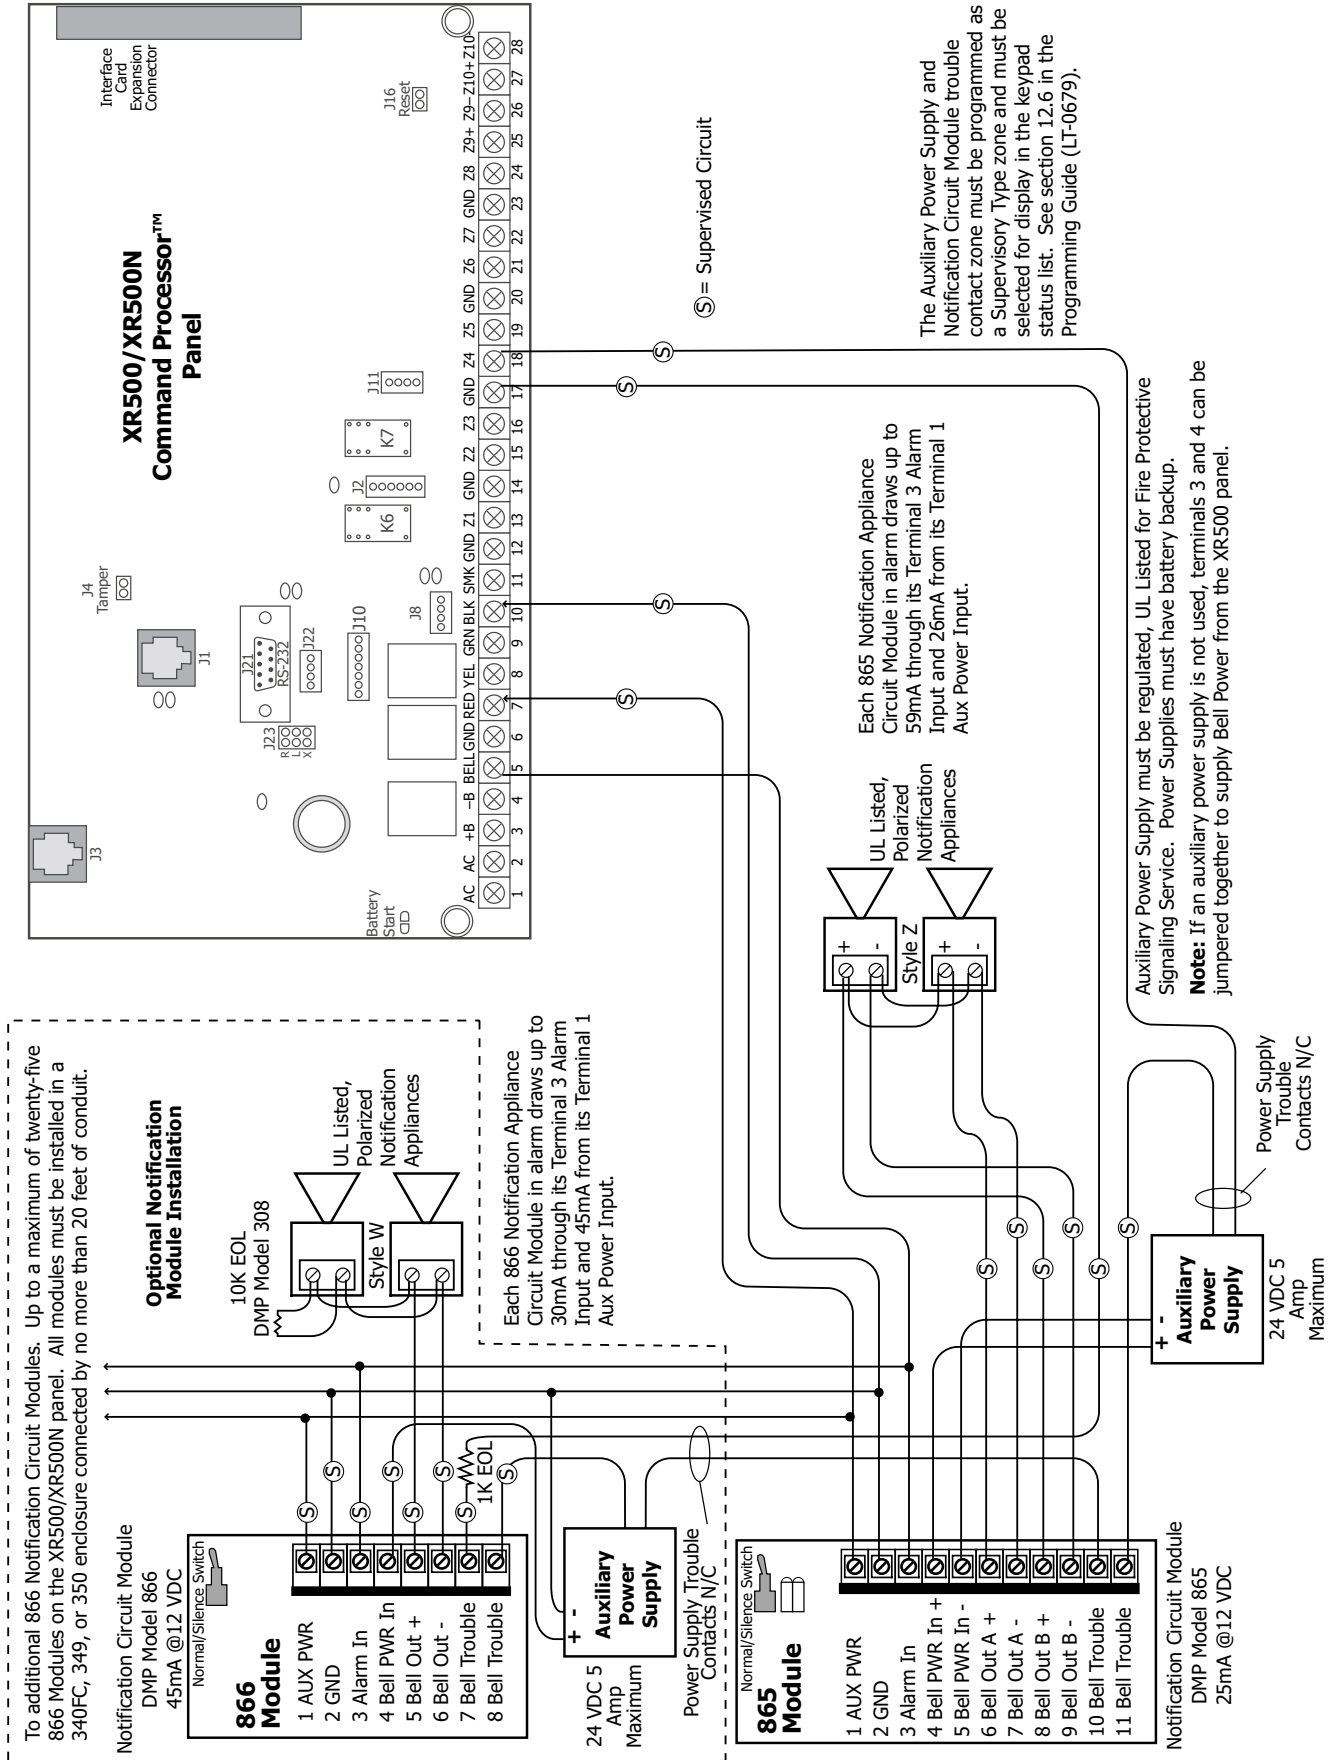 To additional 866 Notification Circuit Modules.  Up to a maximum of twenty-five
866 Modules on the XR500/XR500N panel.  All modules must be installed in a
340FC, 349, or 350 enclosure connected by no more than 20 feet of conduit.
Optional Notification
Module Installation
Notification Circuit Module
DMP Model 866
45mA @12 VDC
Normal/Silence Switch
866
Module
1 AUX PWR
2 GND
3 Alarm In
4 Bell PWR In
5 Bell Out +
6 Bell Out -
7 Bell Trouble
8 Bell Trouble
S
S
S
S
S
S
S
S
1K EOL
10K EOL
DMP Model 308
Style W
UL Listed,
Polarized
Notification
Appliances
Each 866 Notification Appliance
Circuit Module in alarm draws up to
30mA through its Terminal 3 Alarm
Input and 45mA from its Terminal 1
Aux Power Input.
+ -
Auxiliary
Power
Supply
24 VDC 5
Amp
Maximum
Power Supply Trouble
Contacts N/C
Normal/Silence Switch
865
Module
1 AUX PWR
2 GND
3 Alarm In
4 Bell PWR In +
5 Bell PWR In -
6 Bell Out A +
7 Bell Out A -
8 Bell Out B +
9 Bell Out B -
10 Bell Trouble
11 Bell Trouble
Notification Circuit Module
DMP Model 865
25mA @12 VDC
S
S
S
S
S
S
+ -
Auxiliary
Power
Supply
24 VDC 5
Amp
Maximum
Power Supply
Trouble
Contacts N/C
+
-
Style Z
+
-
UL Listed,
Polarized
Notification
Appliances
Each 865 Notification Appliance
Circuit Module in alarm draws up to
59mA through its Terminal 3 Alarm
Input and 26mA from its Terminal 1
Aux Power Input.
Auxiliary Power Supply must be regulated, UL Listed for Fire Protective
Signaling Service.  Power Supplies must have battery backup.
Note: If an auxiliary power supply is not used, terminals 3 and 4 can be
jumpered together to supply Bell Power from the XR500 panel.
XR500/XR500N
Command Processor™
Panel
Interface
Card
Expansion
Connector
J3
J1
J4
Tamper
J16
Reset
J21
RS-232
J22
J23
R
L
X
J10
J8
J2
K6
K7
J11
Battery
Start
AC AC +B −B BELL GND RED YEL GRN BLK SMK GND Z1 GND Z2 Z3 GND Z4 Z5 GND Z6 Z7 GND Z8 Z9+ Z9− Z10+ Z10-
1 2 3 4 5 6 7 8 9 10 11 12 13 14 15 16 17 18 19 20 21 22 23 24 25 26 27 28
S
S
S
S
S= Supervised Circuit
The Auxiliary Power Supply and
Notification Circuit Module trouble
contact zone must be programmed as
a Supervisory Type zone and must be
selected for display in the keypad
status list.  See section 12.6 in the
Programming Guide (LT-0679).